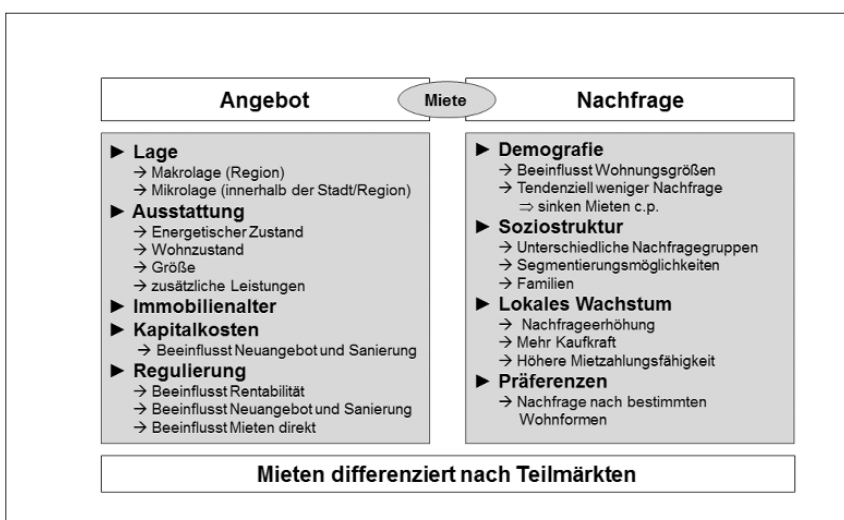 Angebot
Miete
Nachfrage
► Lage
→ Makrolage (Region)
→ Mikrolage (innerhalb der Stadt/Region)
► Ausstattung
→ Energetischer Zustand
→ Wohnzustand
→ Größe
→ zusätzliche Leistungen
► Immobilienalter
► Kapitalkosten
→ Beeinflusst Neuangebot und Sanierung
► Regulierung
→ Beeinflusst Rentabilität
→ Beeinflusst Neuangebot und Sanierung
→ Beeinflusst Mieten direkt
► Demografie
→ Beeinflusst Wohnungsgrößen
→ Tendenziell weniger Nachfrage
⇒ sinken Mieten c.p.
► Soziostruktur
→ Unterschiedliche Nachfragegruppen
→ Segmentierungsmöglichkeiten
→ Familien
► Lokales Wachstum
→ Nachfrageerhöhung
→ Mehr Kaufkraft
→ Höhere Mietzahlungsfähigkeit
► Präferenzen
→ Nachfrage nach bestimmten
Wohnformen
Mieten differenziert nach Teilmärkten